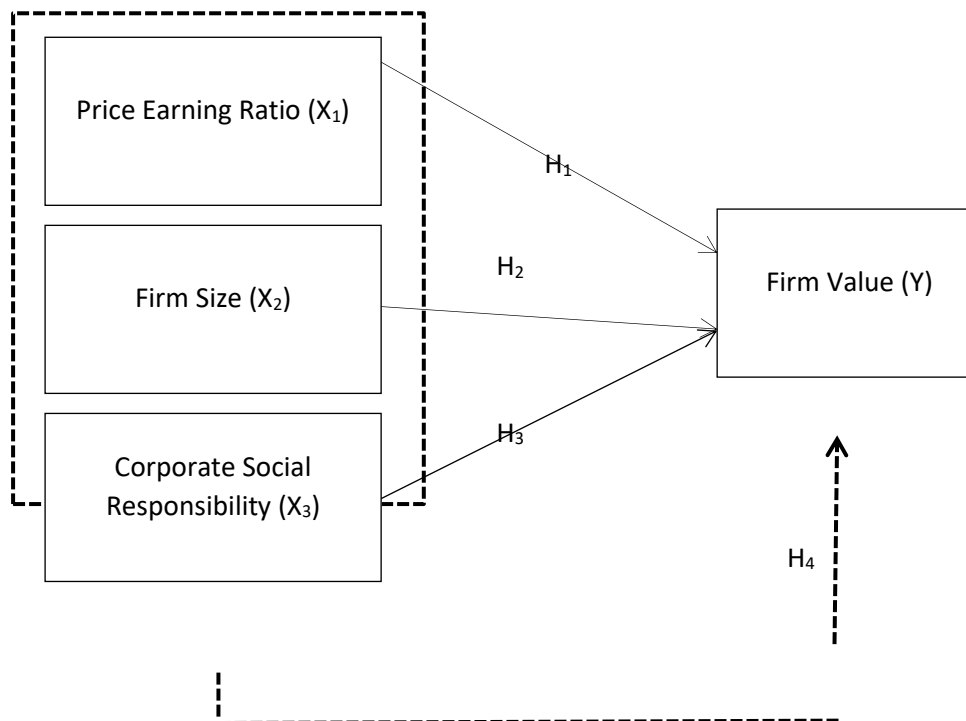 Price Earning Ratio (X₁)
H₁
H₂
Firm Size (X₂)
Firm Value (Y)
H₃
Corporate Social
Responsibility (X₃)
H₄